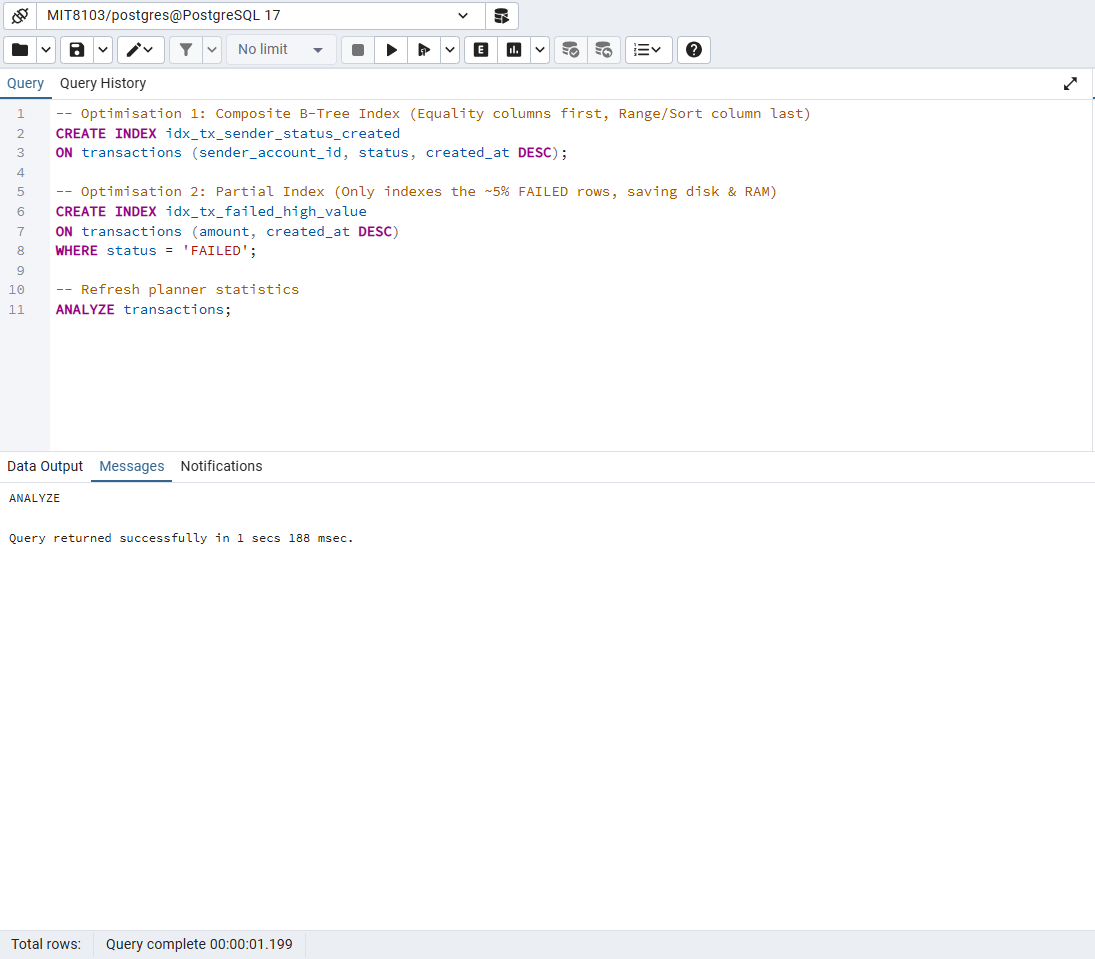 MIT8103/postgres@PostgreSQL 17
No limit
Query Query History
1 -- Optimisation 1: Composite B-Tree Index (Equality columns first, Range/Sort column last)
2 CREATE INDEX idx_tx_sender_status_created
3 ON transactions (sender_account_id, status, created_at DESC);
4
5 -- Optimisation 2: Partial Index (Only indexes the ~5% FAILED rows, saving disk & RAM)
6 CREATE INDEX idx_tx_failed_high_value
7 ON transactions (amount, created_at DESC)
8 WHERE status = 'FAILED';
9
10 -- Refresh planner statistics
11 ANALYZE transactions;
Data Output Messages Notifications
ANALYZE
Query returned successfully in 1 secs 188 msec.
Total rows: Query complete 00:00:01.199